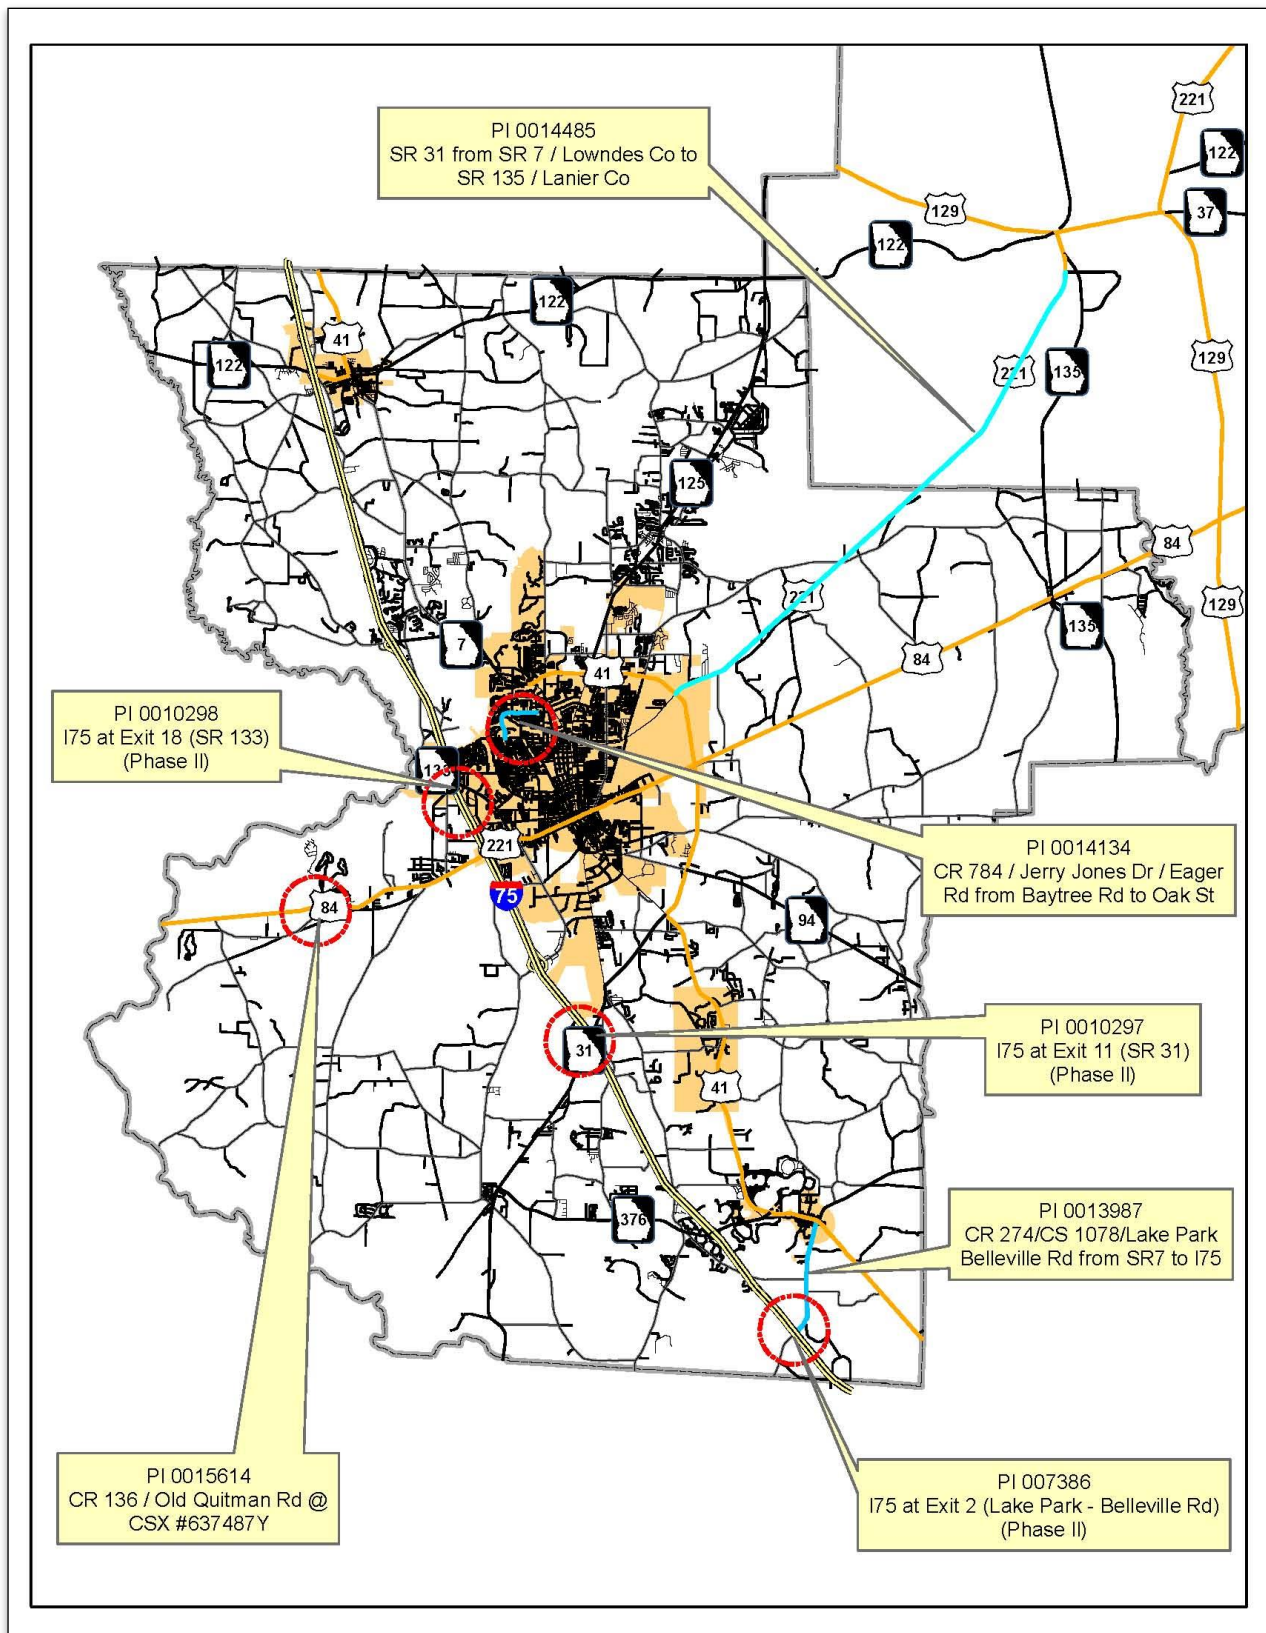 PI 0014485
SR 31 from SR 7 / Lowndes Co to
SR 135 / Lanier Co
221
122
37
129
122
122
41
122
221
135
129
125
84
221
129
135
7
84
41
PI 0010298
I75 at Exit 18 (SR 133)
(Phase II)
133
221
PI 0014134
CR 784 / Jerry Jones Dr / Eager
Rd from Baytree Rd to Oak St
75
84
94
PI 0010297
I75 at Exit 11 (SR 31)
(Phase II)
31
41
PI 0013987
CR 274/CS 1078/Lake Park
Belleville Rd from SR7 to I75
376
PI 0015614
CR 136 / Old Quitman Rd @
CSX #637487Y
PI 007386
I75 at Exit 2 (Lake Park - Belleville Rd)
(Phase II)